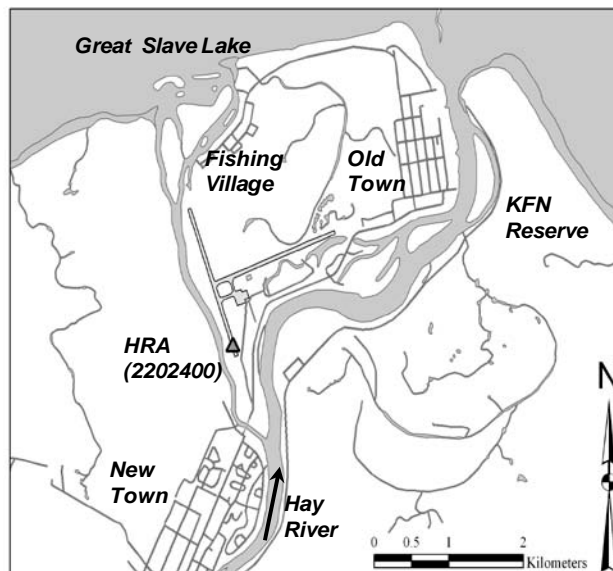 Great Slave Lake
Fishing
Village
Old
Town
KFN
Reserve
HRA
(2202400)
N
New
Town
Hay
River
0 0.5 1 2
Kilometers